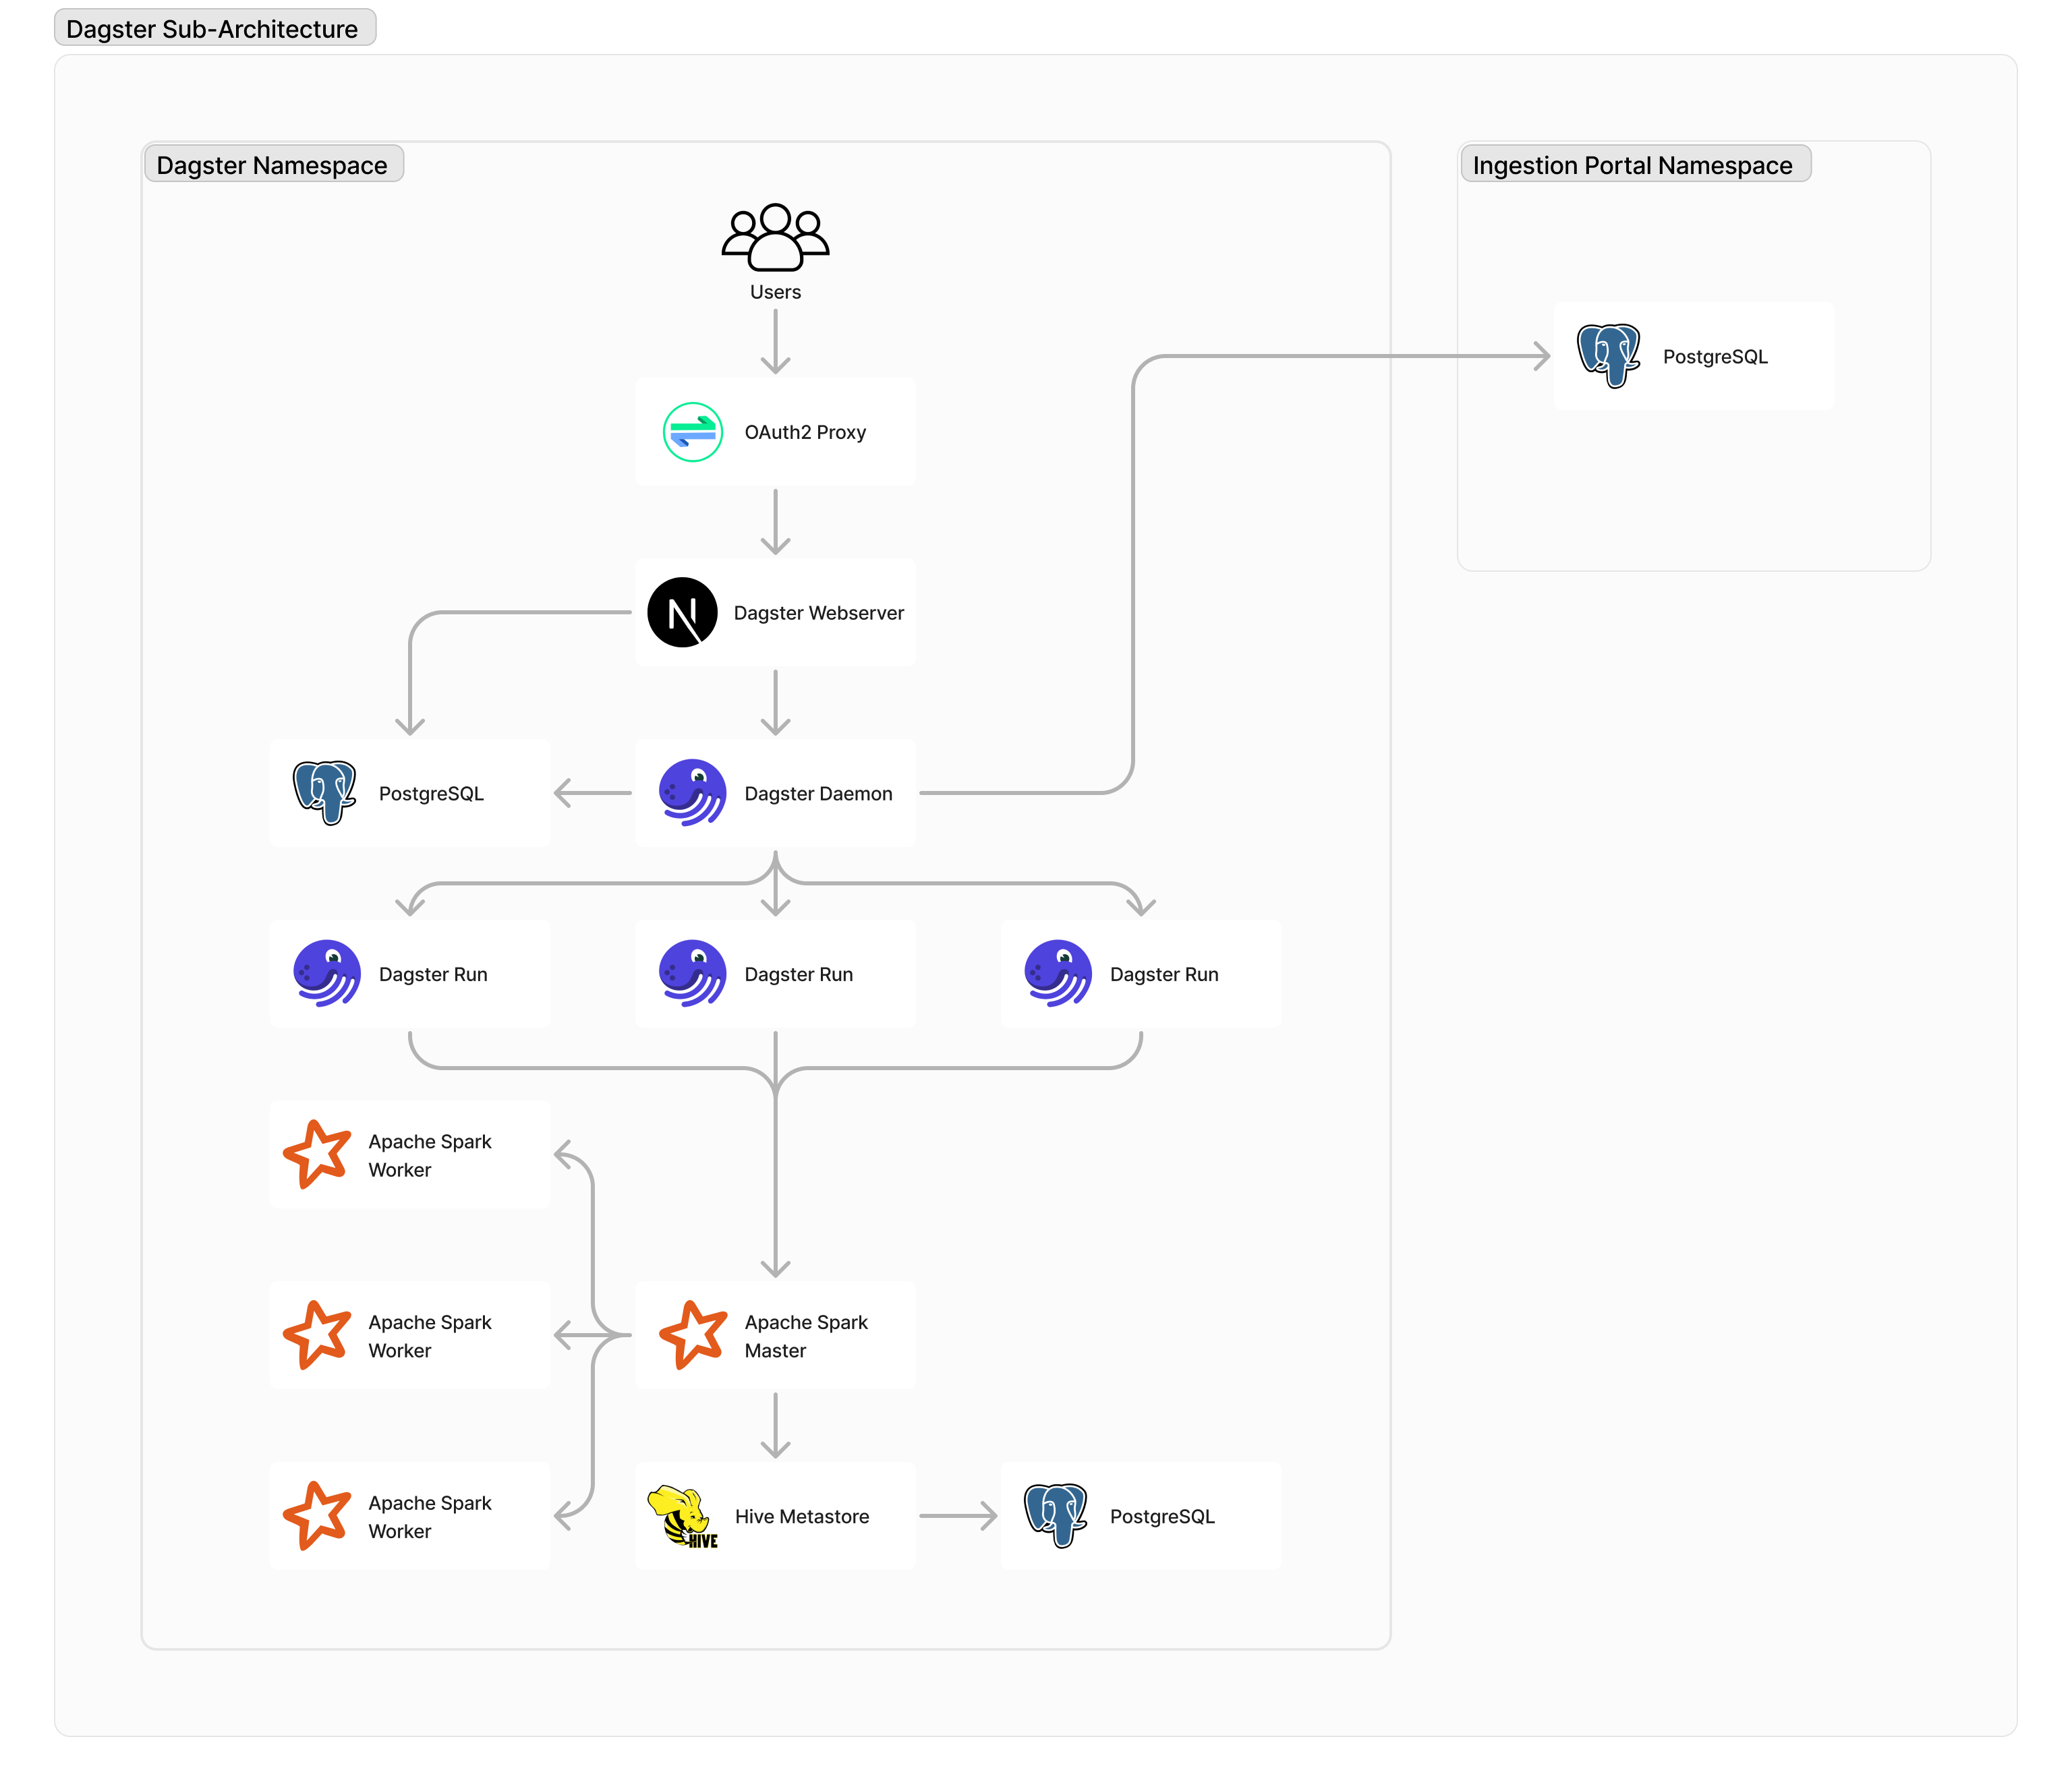 Dagster Sub-Architecture
Dagster Namespace
Ingestion Portal Namespace
Users
PostgreSQL
OAuth2 Proxy
Dagster Webserver
PostgreSQL
Dagster Daemon
Dagster Run
Dagster Run
Dagster Run
Apache Spark
Worker
Apache Spark
Worker
Apache Spark
Master
Apache Spark
Worker
HIVE
Hive Metastore
PostgreSQL